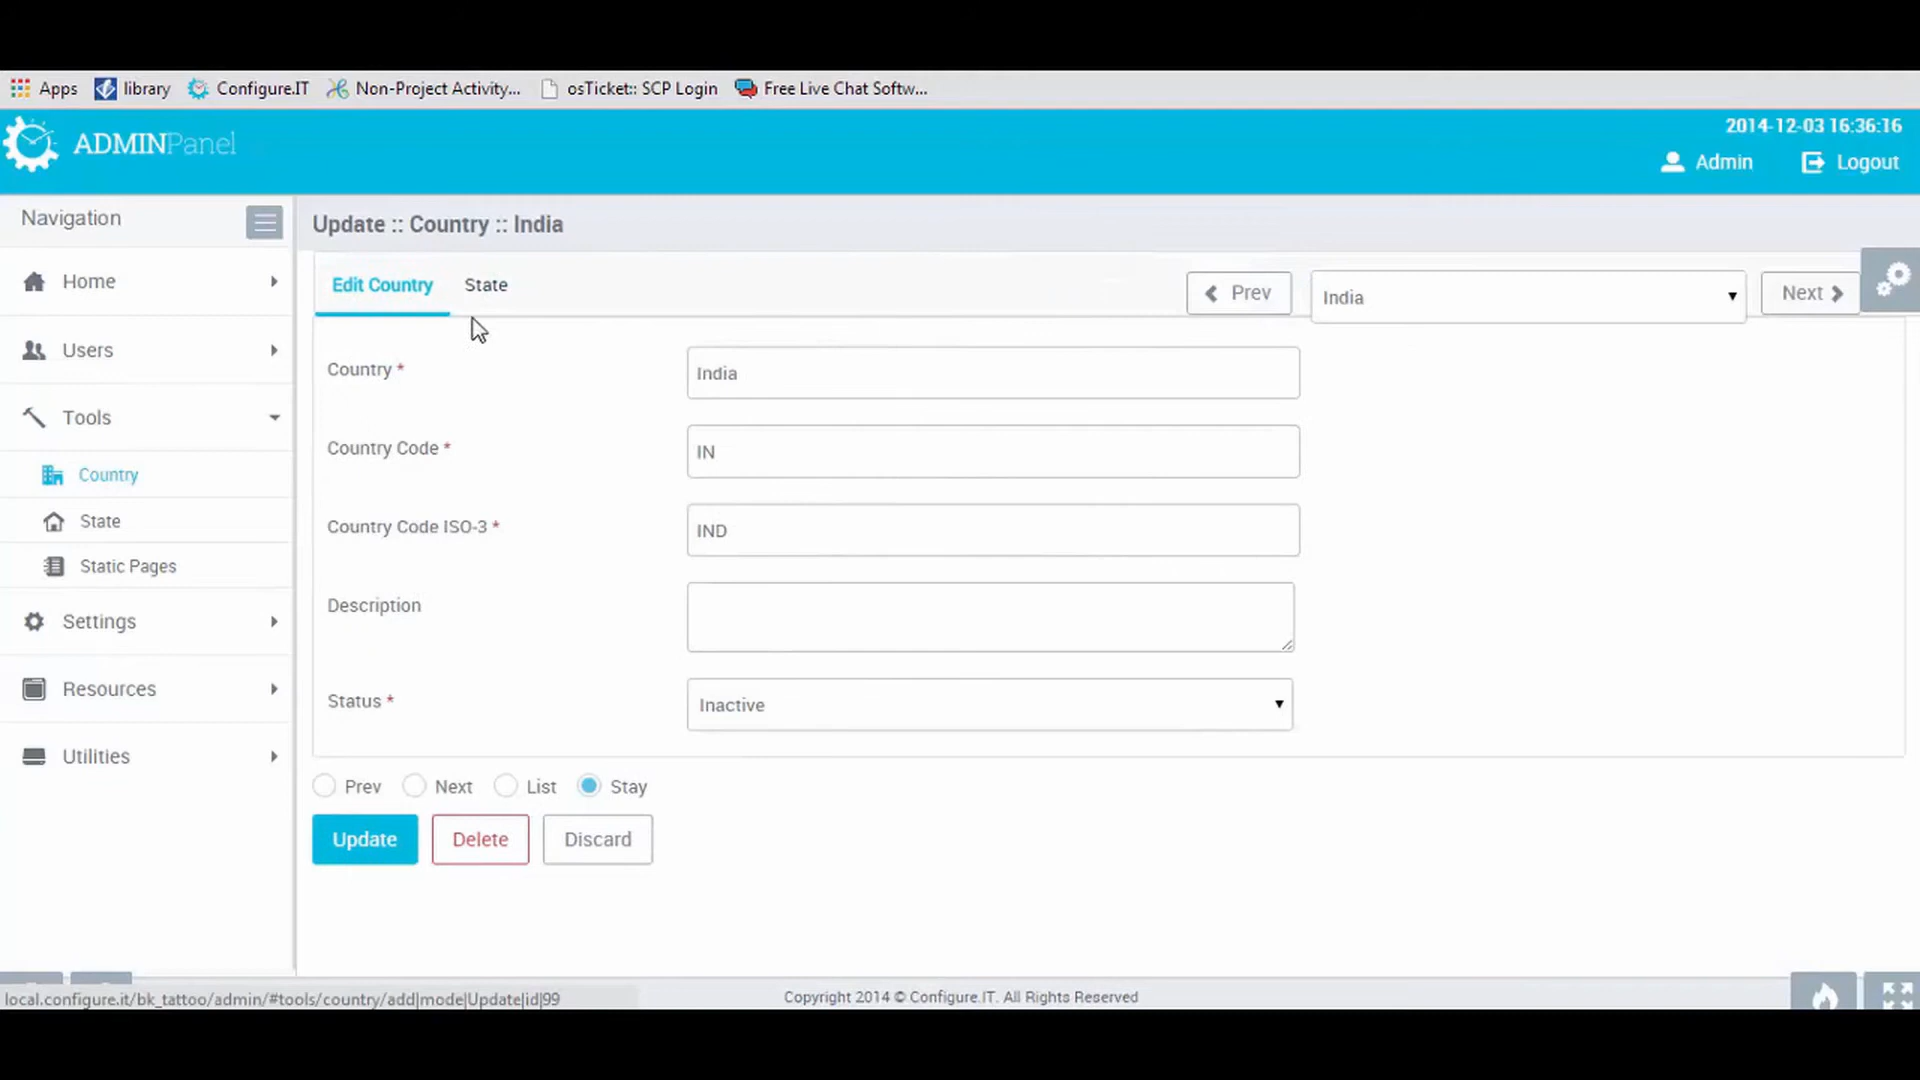 Apps library Configure.IT Non-Project Activity... osTicket:: SCP Login Free Live Chat Softw...
ADMINPanel
2014-12-03 16:36:16
Admin Logout
Navigation
Update :: Country :: India
Home
Edit Country State
Prev India Next
Users
Country * India
Tools
Country Code * IN
Country
State
Country Code ISO-3 * IND
Static Pages
Description
Settings
Resources
Status * Inactive
Utilities
Prev Next List Stay
Update Delete Discard
local.configure.it/bk_tattoo/admin/#tools/country/add|mode|Update|id|99
Copyright 2014 © Configure.IT. All Rights Reserved